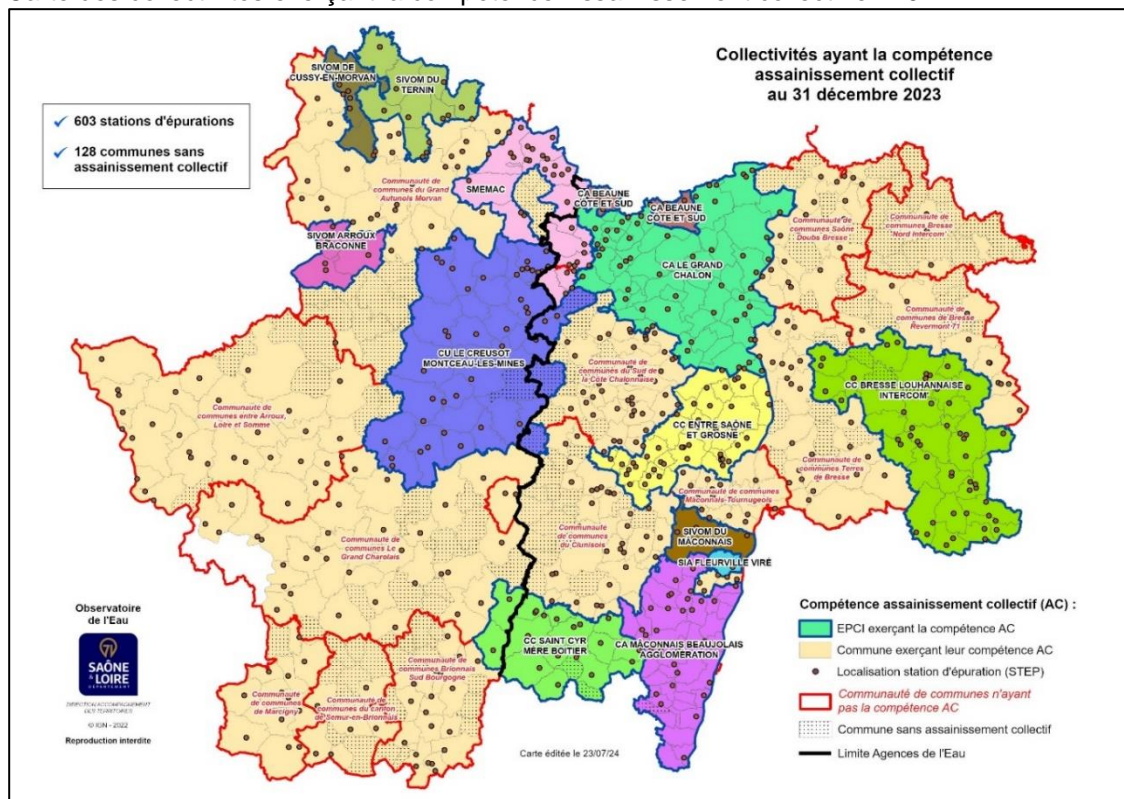 Collectivités ayant la compétence
assainissement collectif
au 31 décembre 2023
✓ 603 stations d'épurations
✓ 128 communes sans
assainissement collectif
SIVOM DE
CUSSY-EN-MORVAN
SIVOM DU
TERNIN
Communauté de
communes du Grand
Autunois Morvan
SMEMAC
CA BEAUNE
CÔTE ET SUD
CA BEAUNE
CÔTE ET SUD
Communauté de
communes Saône
Doubs Bresse
Communauté de
communes Bresse
Nord Intercom'
SIVOM ARROUX
BRACONNE
CA LE GRAND
CHALON
Communauté de
communes de Bresse
Revermont 71
CU LE CREUSOT
MONTCEAU-LES-MINES
Communauté de
communes du Sud de
la Côte Chalonnaise
CC BRESSE LOUHANNAISE
INTERCOM'
Communauté de
communes entre Arroux,
Loire et Somme
CC ENTRE SAÔNE
ET GROSNE
Communauté de
communes Terres
de Bresse
Communauté de communes
Mâconnais-Tournugeois
Communauté de
communes Le
Grand Charolais
Communauté
de communes
du Clunisois
SIVOM DU
MÂCONNAIS
SIA FLEURVILLE VIRÉ
CC SAINT CYR
MÈRE BOITIER
CA MÂCONNAIS BEAUJOLAIS
AGGLOMÉRATION
Communauté de
communes Brionnais
Sud Bourgogne
Communauté de
communes
de Marcigny
Communauté de
communes du canton
de Semur-en-Brionnais
Observatoire
de l'Eau
71
SAÔNE
& LOIRE
DÉPARTEMENT
DIRECTION ACCOMPAGNEMENT
DES TERRITOIRES
© IGN - 2022
Reproduction interdite
Carte éditée le 23/07/24
Compétence assainissement collectif (AC) :
EPCI exerçant la compétence AC
Commune exerçant leur compétence AC
Localisation station d'épuration (STEP)
Communauté de communes n'ayant
pas la compétence AC
Commune sans assainissement collectif
Limite Agences de l'Eau